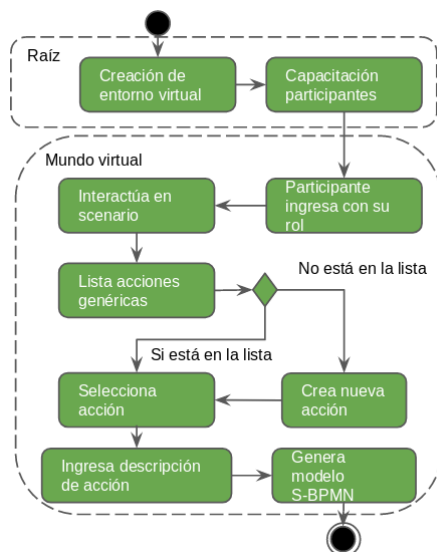 Raíz
Creación de
entorno virtual
Capacitación
participantes
Mundo virtual
Participante
ingresa con su
rol
Interactúa en
scenario
Lista acciones
genéricas
No está en la lista
Si está en la lista
Selecciona
acción
Crea nueva
acción
Ingresa descripción
de acción
Genera
modelo
S-BPMN